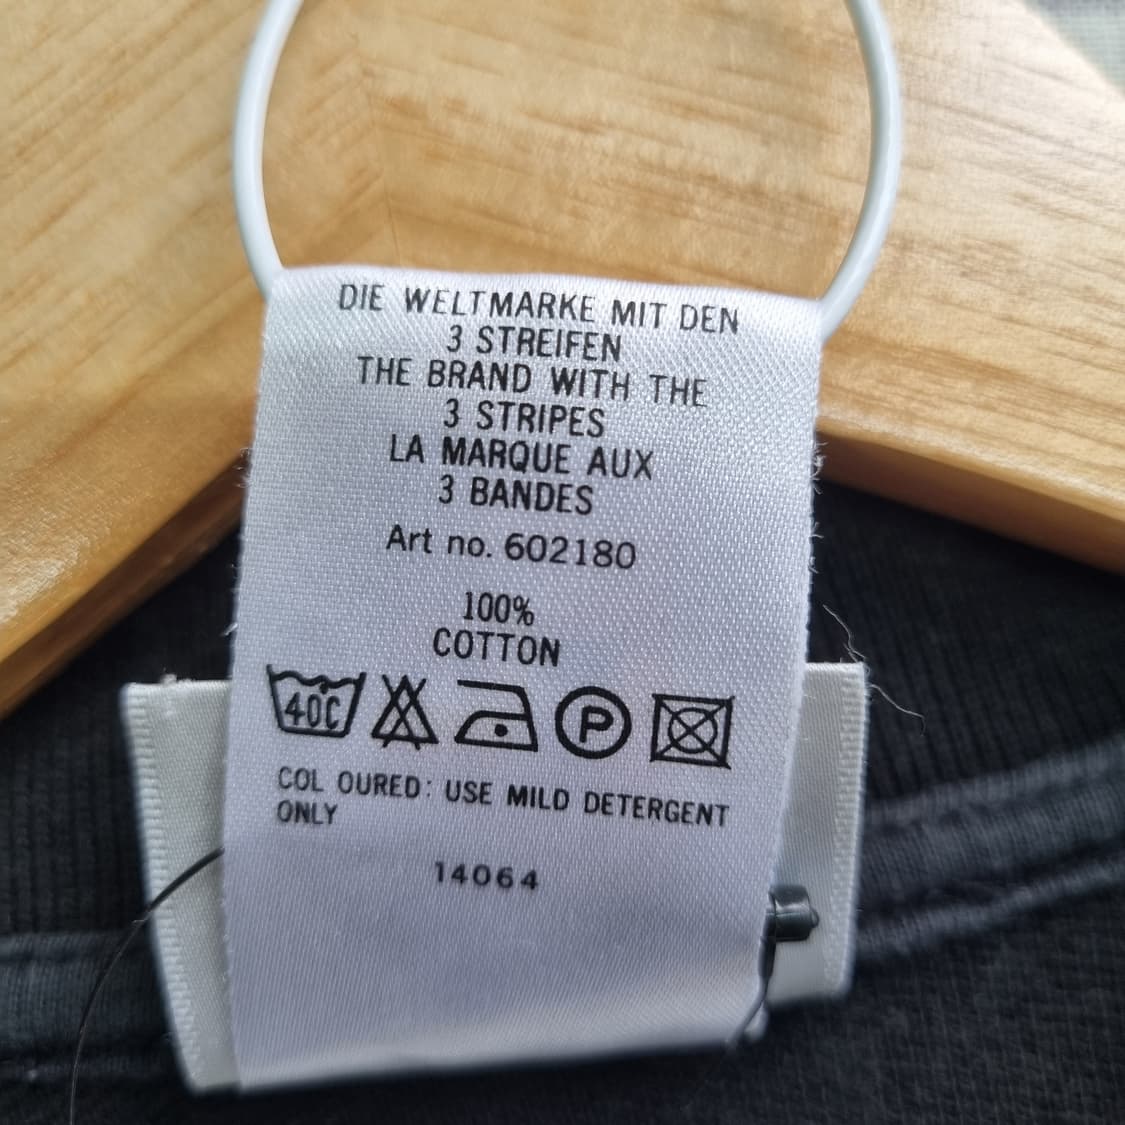 DIE WELTMARKE MIT DEN
3 STREIFEN
THE BRAND WITH THE
3 STRIPES
LA MARQUE AUX
3 BANDES
Art no. 602180
100%
COTTON
40C P
COL OURED: USE MILD DETERGENT
ONLY
14064